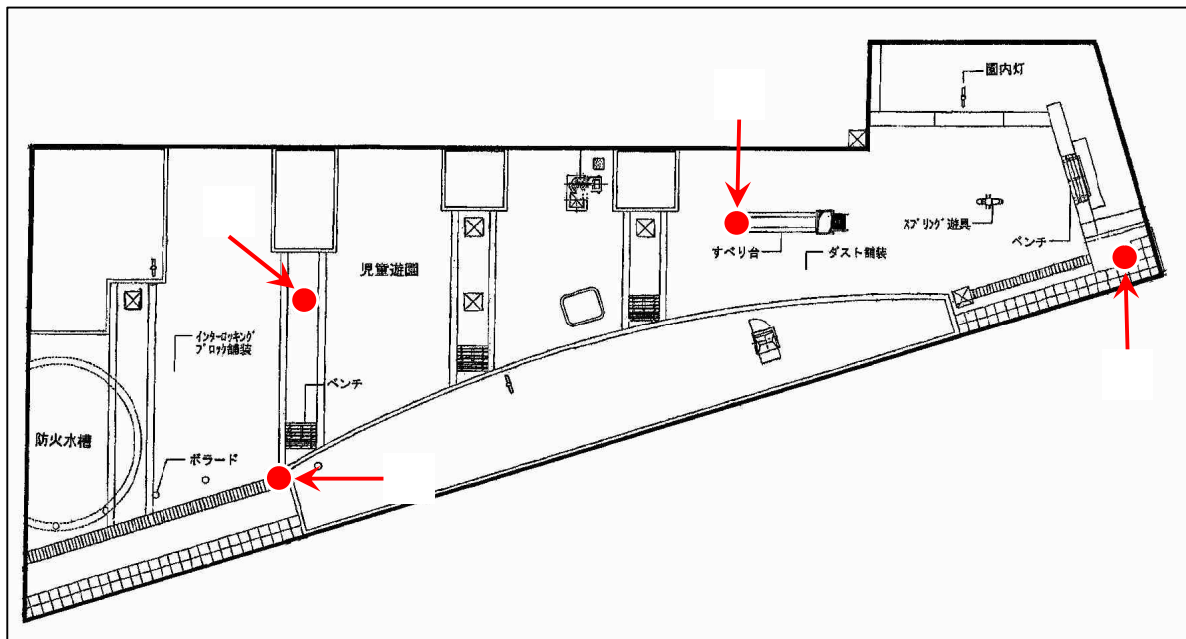 園内灯
スプリング遊具
ベンチ
すべり台
ダスト舗装
児童遊園
インターロッキング
ブロック舗装
ベンチ
防火水槽
ボラード